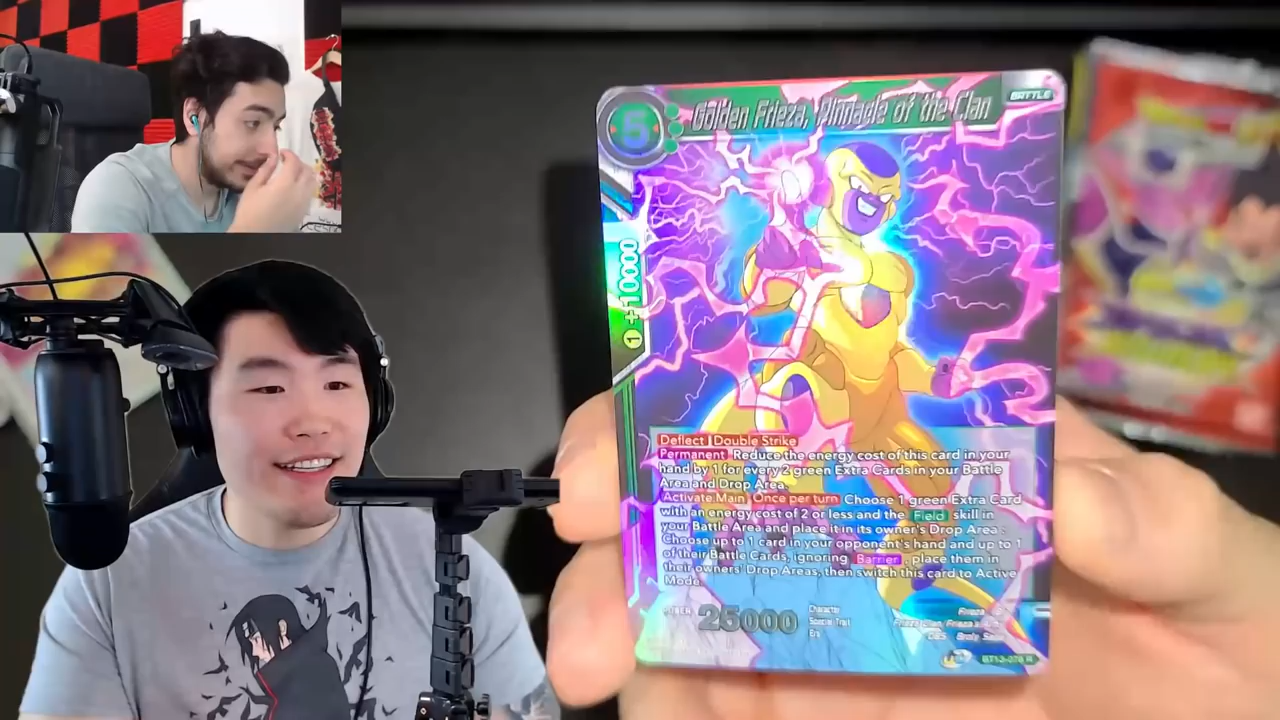 5
Golden Frieza, Pinnacle of the Clan
BATTLE
1 +10000
Deflect Double Strike
Permanent Reduce the energy cost of this card in your
hand by 1 for every 2 green Extra Cards in your Battle
Area and Drop Area.
Activate Main Once per turn Choose 1 green Extra Card
with an energy cost of 2 or less and the Field skill in
your Battle Area and place it in its owner's Drop Area :
Choose up to 1 card in your opponent's hand and up to 1
of their Battle Cards, ignoring Barrier, place them in
their owners' Drop Areas, then switch this card to Active
Mode.
POWER 25000
Character
Special Trait
Era